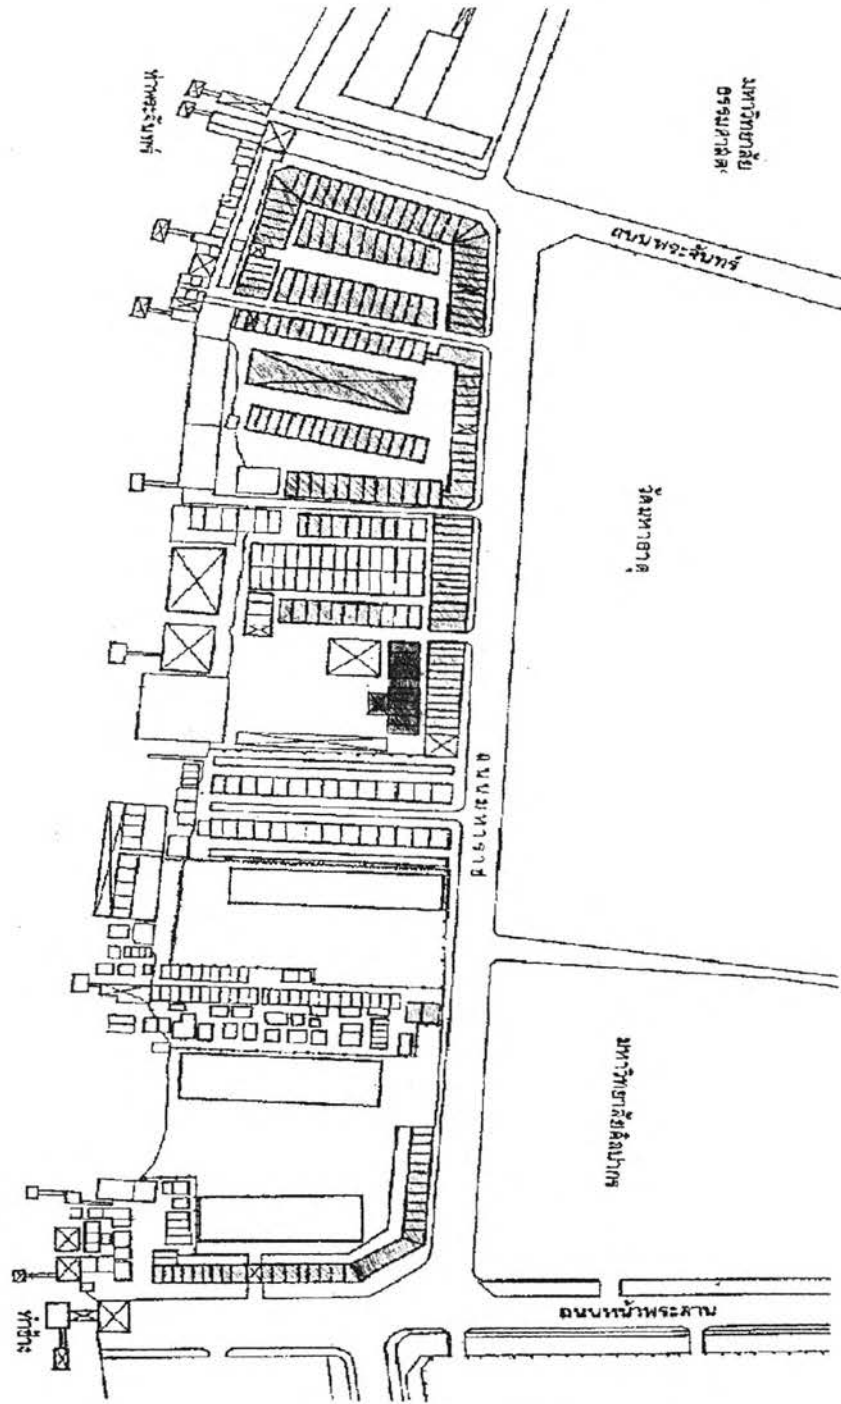 มหาวิทยาลัย
ธรรมศาสตร์
ท่าพระจันทร์
ถนนพระจันทร์
วัดมหาธาตุ
ถนนมหาราช
มหาวิทยาลัยศิลปากร
ถนนหน้าพระลาน
ท่าช้าง